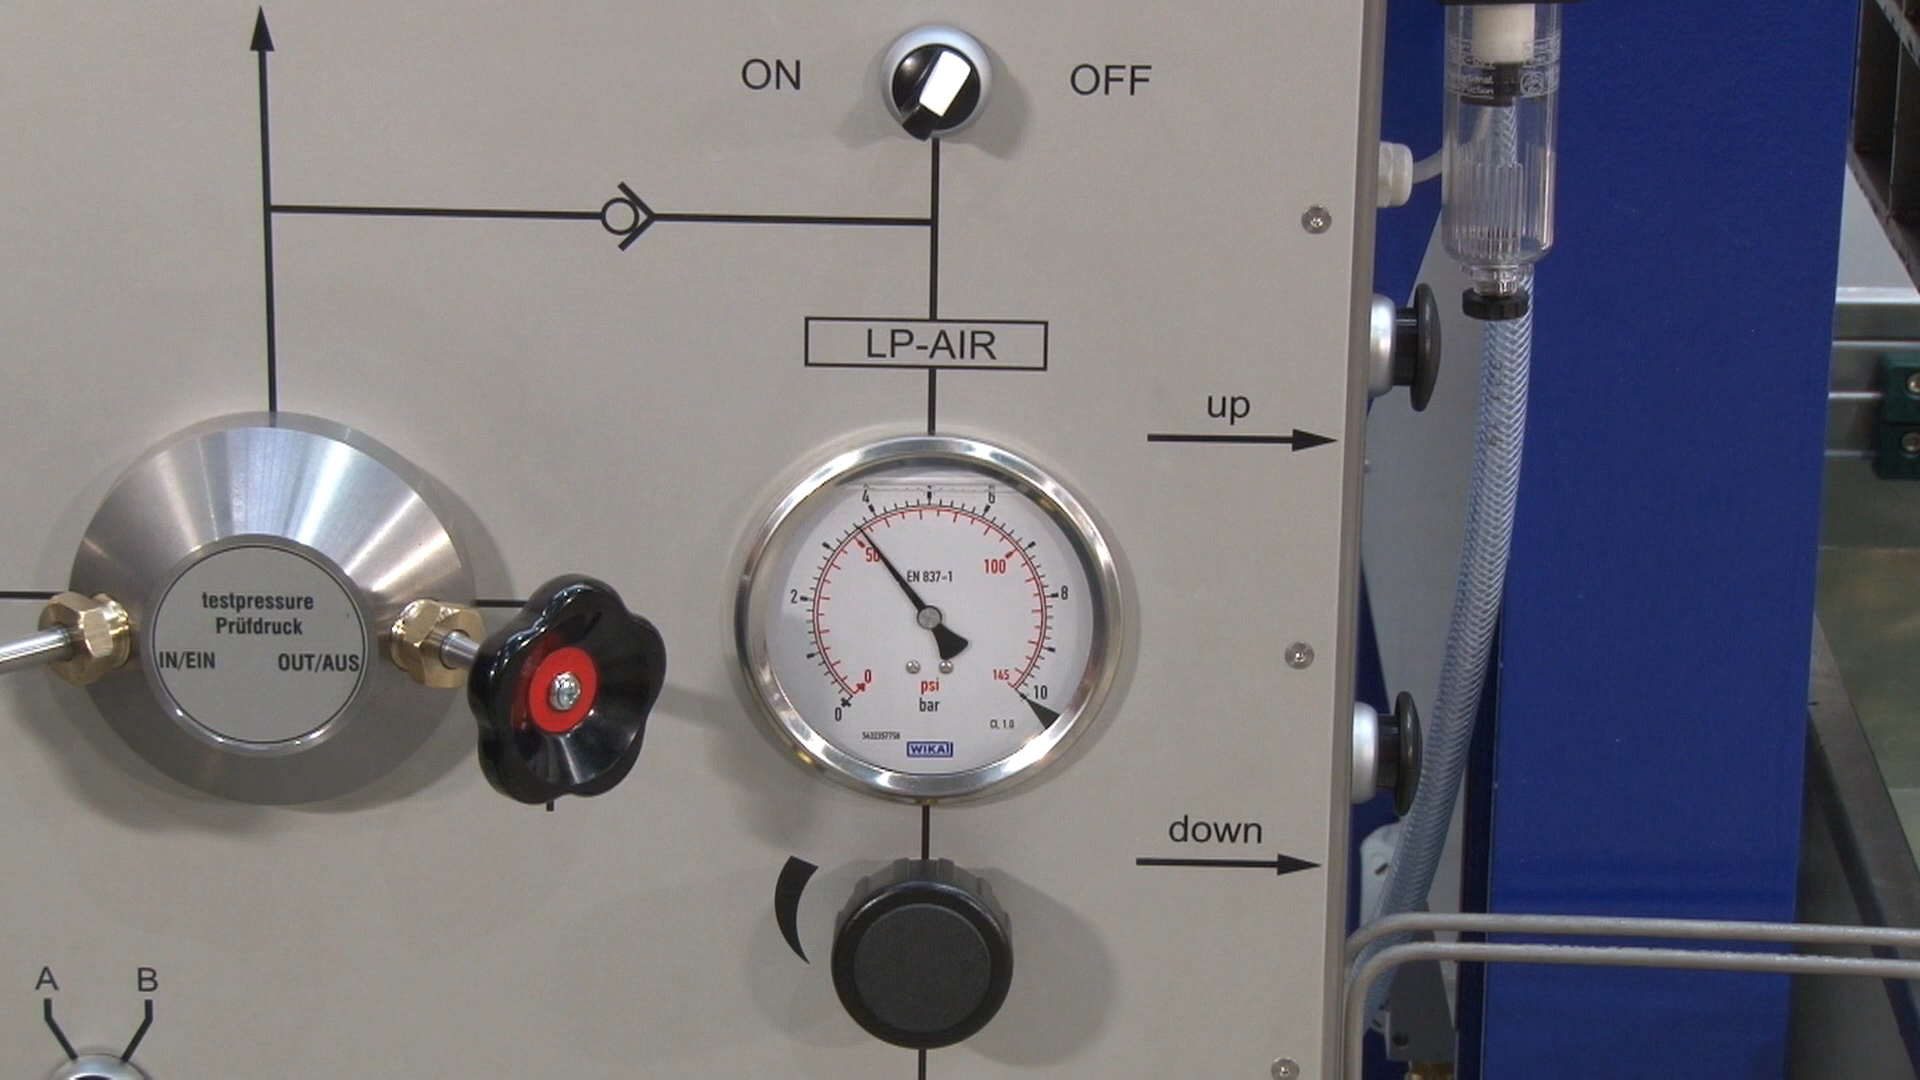 ON
OFF
LP-AIR
up
testpressure
Prüfdruck
IN/EIN
OUT/AUS
4
6
50
100
EN 837-1
2
8
0
145
psi
10
0
bar
CL 1.0
WIKA
down
A
B